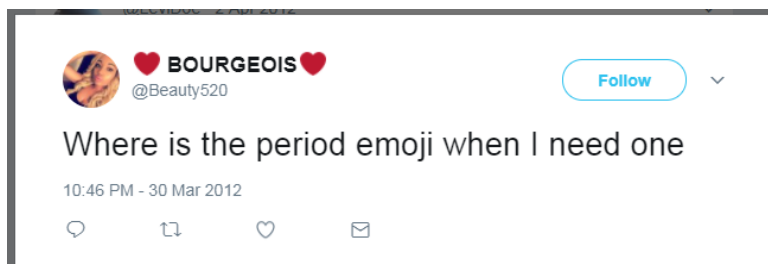 ❤ BOURGEOIS❤
@Beauty520
Follow
Where is the period emoji when I need one
10:46 PM - 30 Mar 2012